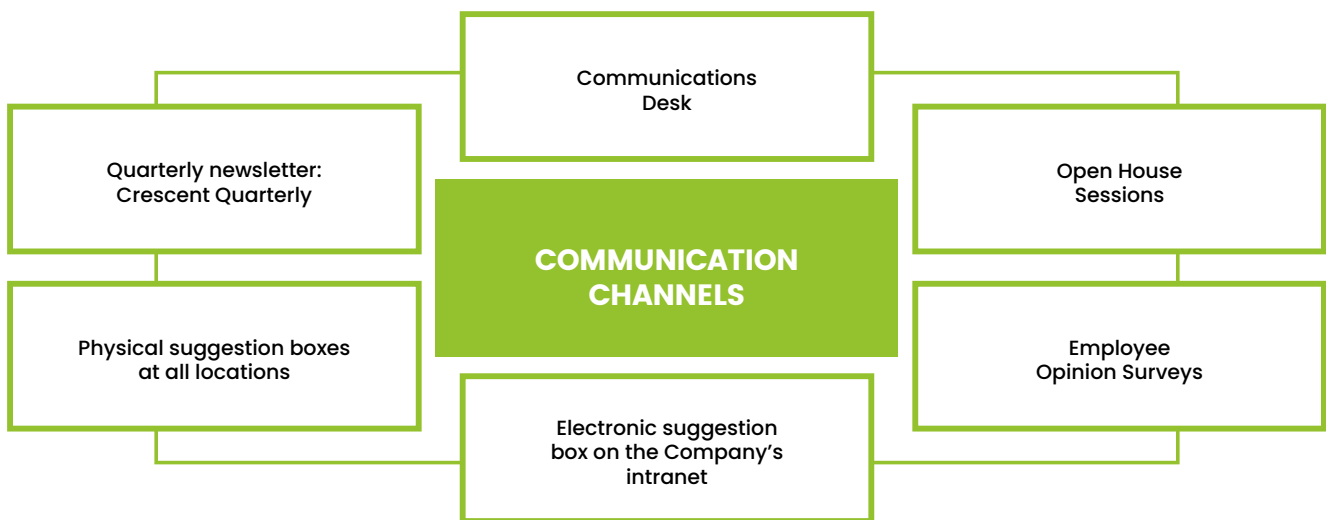 Communications
Desk
Quarterly newsletter:
Crescent Quarterly
Open House
Sessions
COMMUNICATION
CHANNELS
Physical suggestion boxes
at all locations
Employee
Opinion Surveys
Electronic suggestion
box on the Company’s
intranet